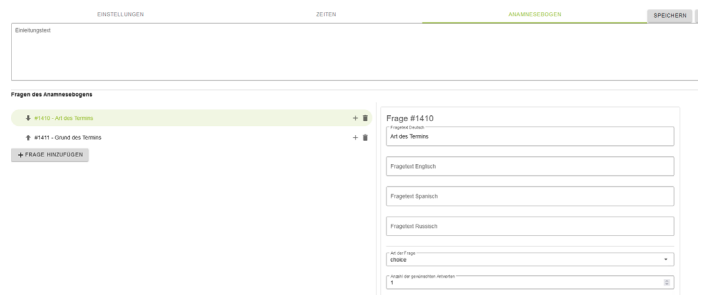 EINSTELLUNGEN
ZEITEN
ANAMNESEBOGEN
SPEICHERN
Einleitungstext
Fragen des Anamnesebogens
#1410 - Art des Termins
#1411 - Grund des Termins
+ FRAGE HINZUFÜGEN
Frage #1410
Fragetext Deutsch
Art des Termins
Fragetext Englisch
Fragetext Spanisch
Fragetext Russisch
Art der Frage
choice
Anzahl der gewünschten Antworten
1